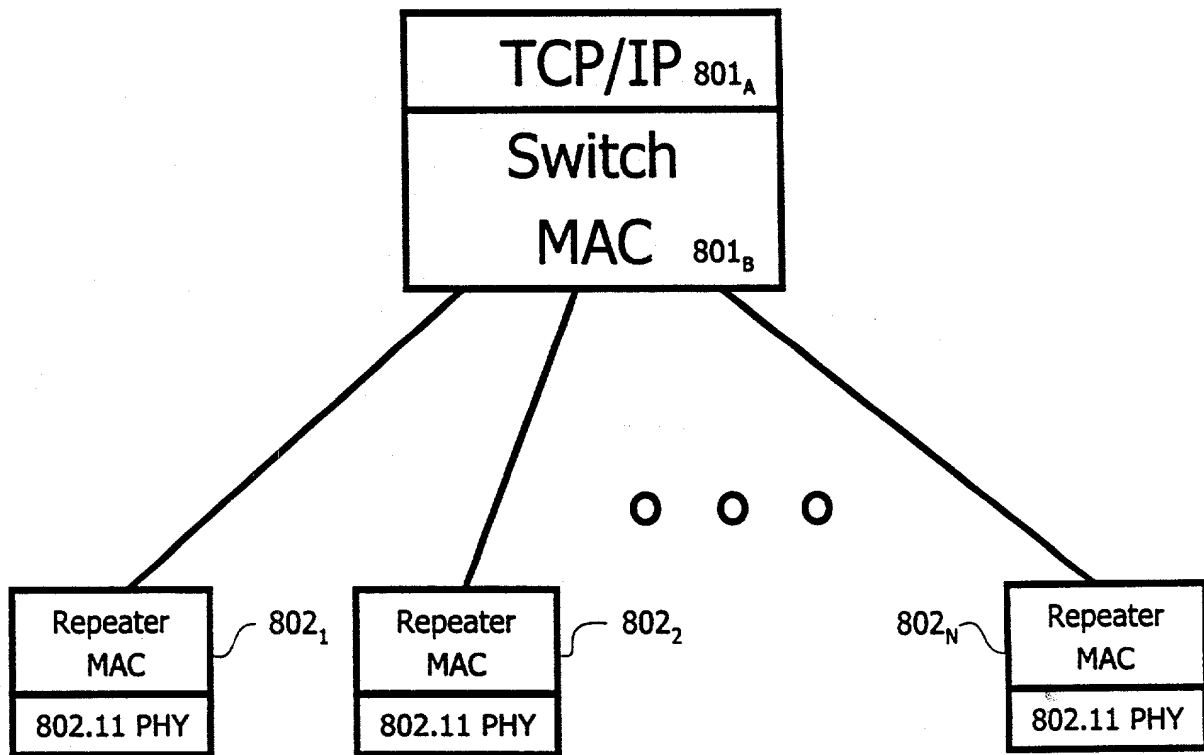 TCP/IP 801A
Switch
MAC 801B
Repeater
MAC
802.11 PHY
8021
Repeater
MAC
802.11 PHY
8022
802N
Repeater
MAC
802.11 PHY